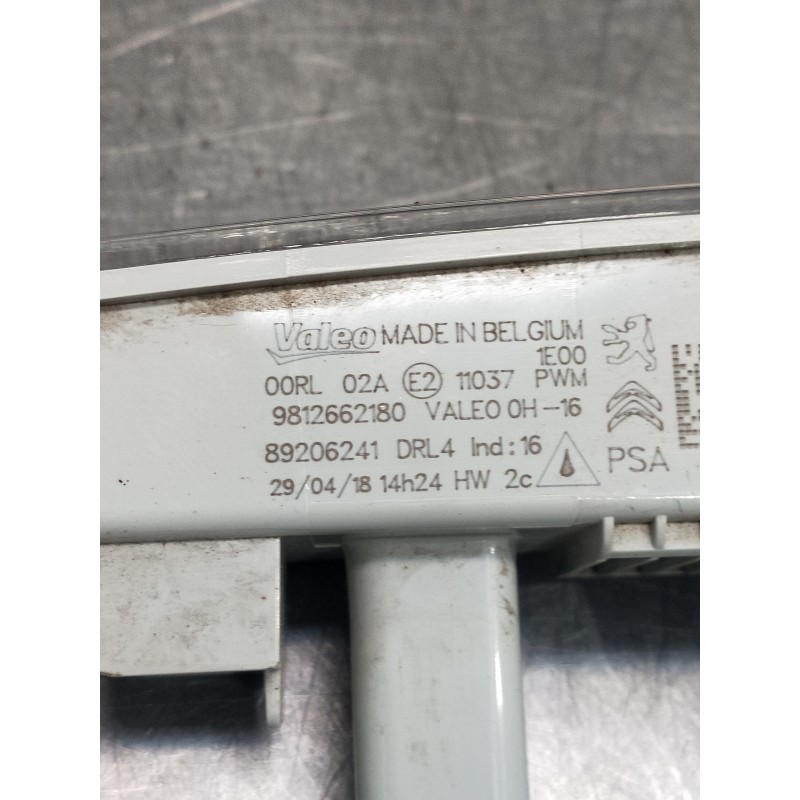 Valeo MADE IN BELGIUM
1E00
00RL 02A E2 11037 PWM
9812662180 VALEO 0H-16
89206241 DRL4 Ind:16
PSA
29/04/18 14h24 HW 2c